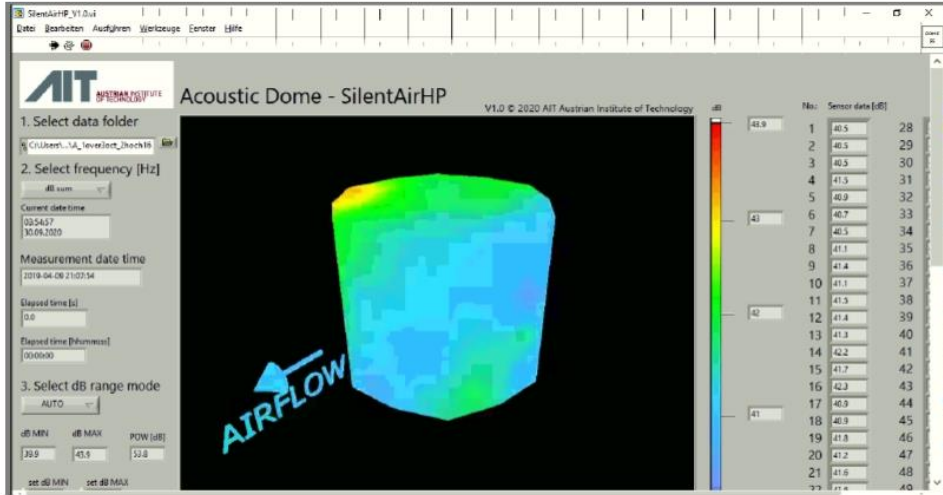 SilentAirHP_V1.0.vi
Datei Bearbeiten Ausführen Werkzeuge Fenster Hilfe
AIT AUSTRIAN INSTITUTE
OF TECHNOLOGY
Acoustic Dome - SilentAirHP
V1.0 © 2020 AIT Austrian Institute of Technology
1. Select data folder
2. Select frequency [Hz]
dB sum
Current date time
03:54:57
30.09.2020
Measurement date time
2019-04-09 21:07:54
Elapsed time [s]
0.0
Elapsed time [hhmmss]
00:00:00
3. Select dB range mode
AUTO
dB MIN dB MAX POW [dB]
39.9 43.9 53.8
set dB MIN set dB MAX
AIRFLOW
dB
43.9
43
42
41
No.: Sensor data [dB]
1 40.5 28
2 40.5 29
3 40.5 30
4 41.5 31
5 40.9 32
6 40.7 33
7 40.5 34
8 41.1 35
9 41.4 36
10 41.1 37
11 41.5 38
12 41.4 39
13 41.3 40
14 42.2 41
15 41.7 42
16 42.3 43
17 40.9 44
18 40.9 45
19 41.8 46
20 41.2 47
21 41.6 48
22 49